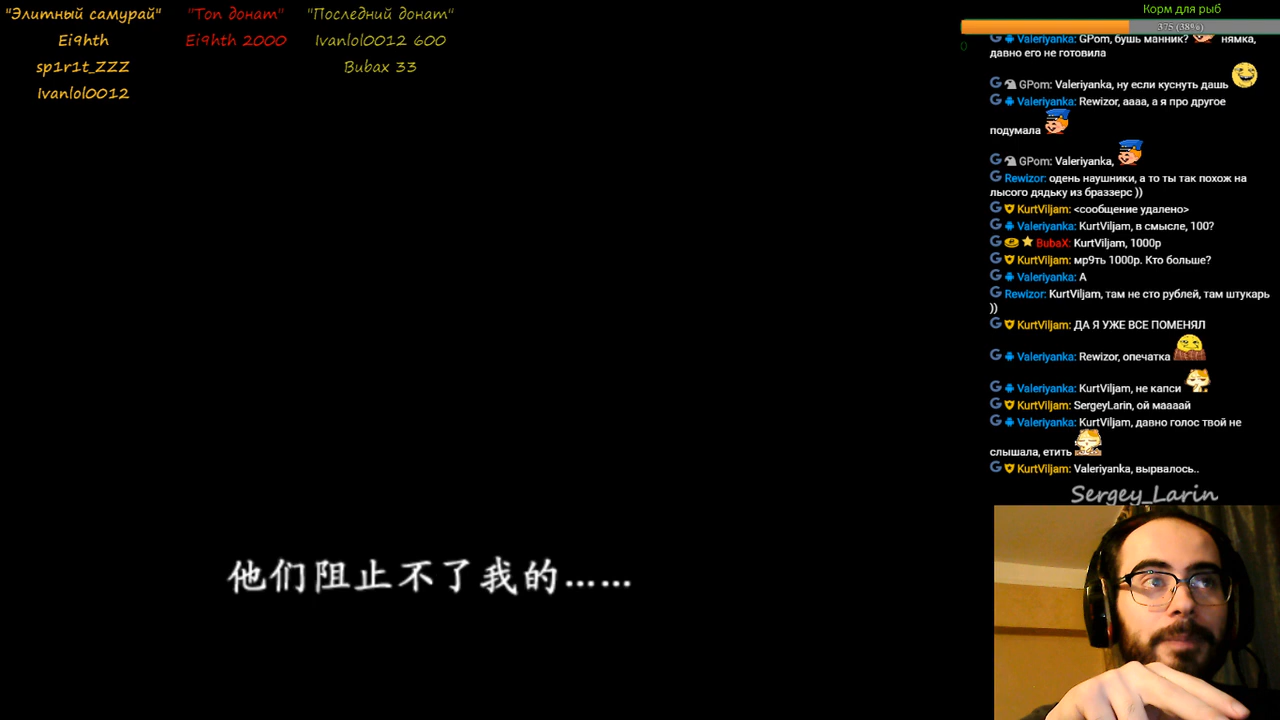 "Элитный самурай"
Ei9hth
sp1r1t_ZZZ
Ivanlol0012
"Топ донат"
Ei9hth 2000
"Последний донат"
Ivanlol0012 600
Bubax 33
Корм для рыб
375 (38%)
0
Valeriyanka: GPom, бушь манник? нямка,
давно его не готовила
GPom: Valeriyanka, ну если куснуть дашь
Valeriyanka: Rewizor, аааа, а я про другое
подумала
GPom: Valeriyanka,
Rewizor: одень наушники, а то ты так похож на
лысого дядьку из браззерс ))
KurtViljam: <сообщение удалено>
Valeriyanka: KurtViljam, в смысле, 100?
BubaX: KurtViljam, 1000р
KurtViljam: мр9ть 1000р. Кто больше?
Valeriyanka: А
Rewizor: KurtViljam, там не сто рублей, там штукарь
))
KurtViljam: ДА Я УЖЕ ВСЕ ПОМЕНЯЛ
Valeriyanka: Rewizor, опечатка
Valeriyanka: KurtViljam, не капси
KurtViljam: SergeyLarin, ой маааай
Valeriyanka: KurtViljam, давно голос твой не
слышала, етить
KurtViljam: Valeriyanka, вырвалось..
Sergey_Larin
他们阻止不了我的……